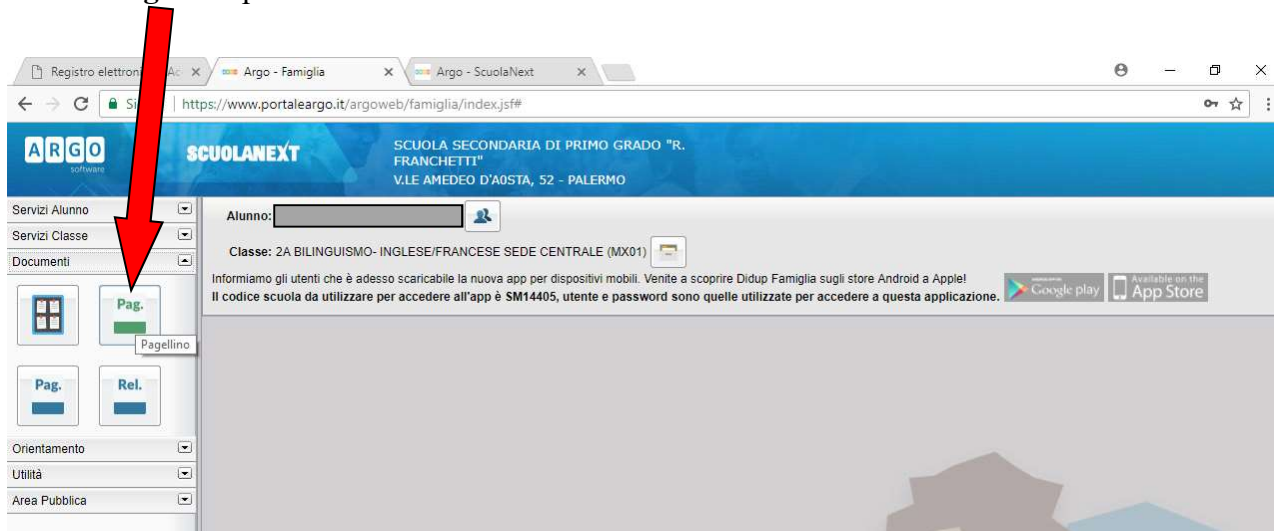 Registro elettroni
Argo - Famiglia
Argo - ScuolaNext
https://www.portaleargo.it/argoweb/famiglia/index.jsf#
ARGO
software
SCUOLANEXT
SCUOLA SECONDARIA DI PRIMO GRADO "R.
FRANCHETTI"
V.LE AMEDEO D'A0STA, 52 - PALERMO
Servizi Alunno
Servizi Classe
Documenti
Pag.
Pagellino
Pag.
Rel.
Orientamento
Utilità
Area Pubblica
Alunno:
Classe: 2A BILINGUISMO- INGLESE/FRANCESE SEDE CENTRALE (MX01)
Informiamo gli utenti che è adesso scaricabile la nuova app per dispositivi mobili. Venite a scoprire Didup Famiglia sugli store Android a Apple!
Il codice scuola da utilizzare per accedere all'app è SM14405, utente e password sono quelle utilizzate per accedere a questa applicazione.
Google play
Available on the
App Store